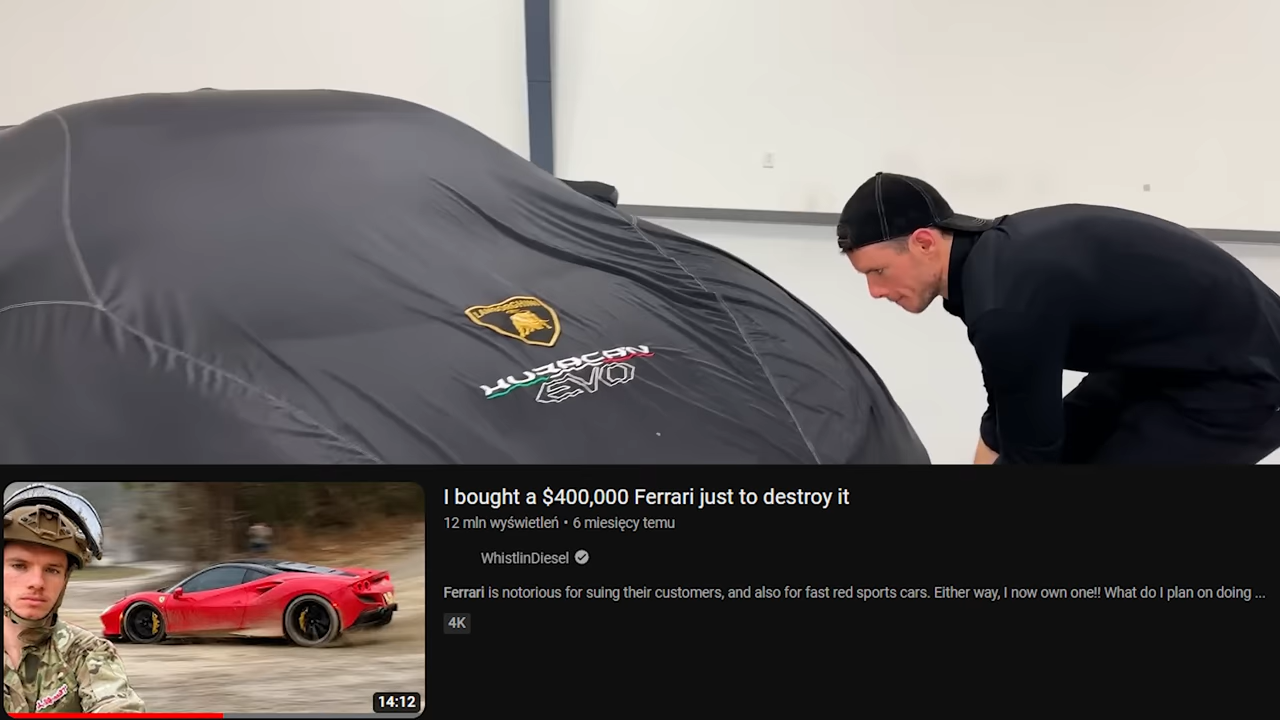 LAMBORGHINI
HURACAN
EVO
I bought a $400,000 Ferrari just to destroy it
12 mln wyświetleń • 6 miesięcy temu
WhistlinDiesel
Ferrari is notorious for suing their customers, and also for fast red sports cars. Either way, I now own one!! What do I plan on doing ...
4K
14:12